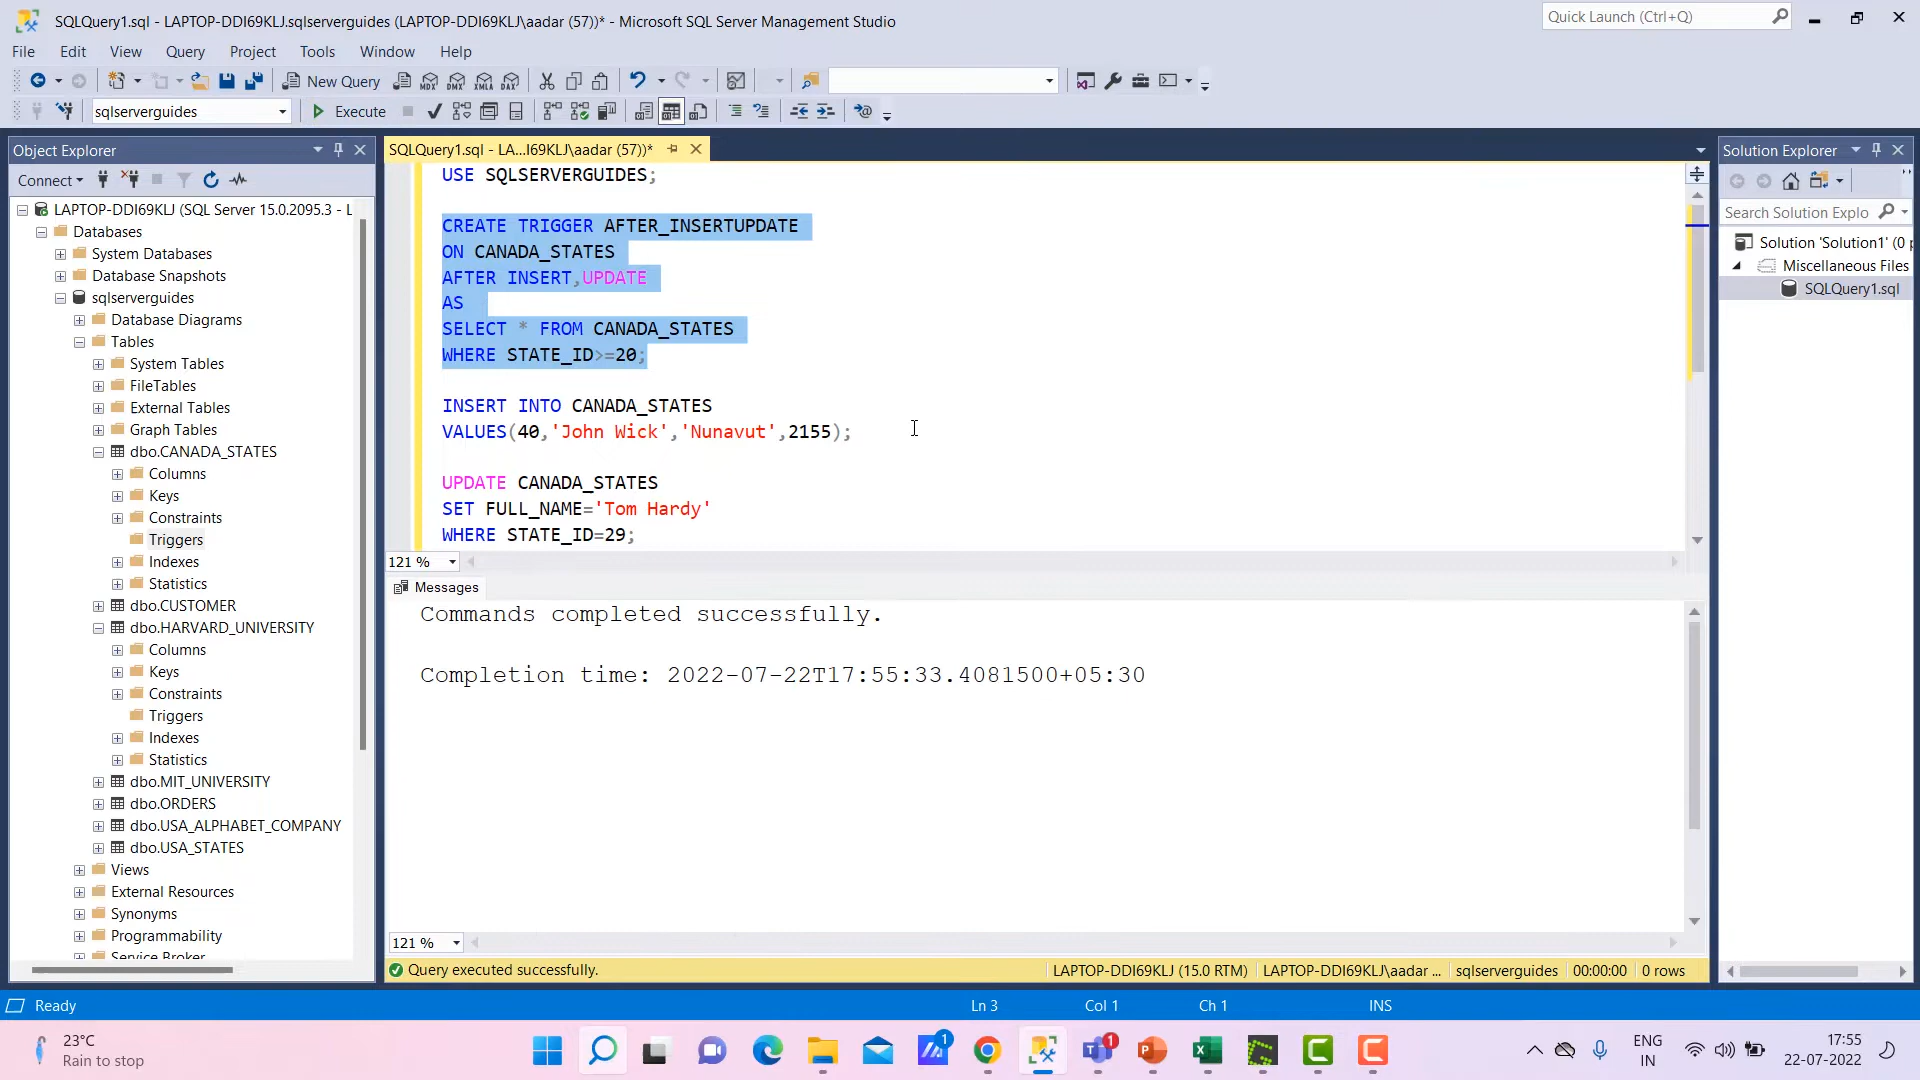 SQLQuery1.sql - LAPTOP-DDI69KLJ.sqlserverguides (LAPTOP-DDI69KLJ\aadar (57))* - Microsoft SQL Server Management Studio
Quick Launch (Ctrl+Q)
File Edit View Query Project Tools Window Help
New Query
MDX DMX XMLA DAX
sqlserverguides
Execute
Object Explorer
Connect
LAPTOP-DDI69KLJ (SQL Server 15.0.2095.3 - L
Databases
System Databases
Database Snapshots
sqlserverguides
Database Diagrams
Tables
System Tables
FileTables
External Tables
Graph Tables
dbo.CANADA_STATES
Columns
Keys
Constraints
Triggers
Indexes
Statistics
dbo.CUSTOMER
dbo.HARVARD_UNIVERSITY
Columns
Keys
Constraints
Triggers
Indexes
Statistics
dbo.MIT_UNIVERSITY
dbo.ORDERS
dbo.USA_ALPHABET_COMPANY
dbo.USA_STATES
Views
External Resources
Synonyms
Programmability
Service Broker
SQLQuery1.sql - LA...I69KLJ\aadar (57))*
USE SQLSERVERGUIDES;
CREATE TRIGGER AFTER_INSERTUPDATE
ON CANADA_STATES
AFTER INSERT,UPDATE
AS
SELECT * FROM CANADA_STATES
WHERE STATE_ID>=20;
INSERT INTO CANADA_STATES
VALUES(40,'John Wick','Nunavut',2155);
UPDATE CANADA_STATES
SET FULL_NAME='Tom Hardy'
WHERE STATE_ID=29;
121 %
Messages
Commands completed successfully.
Completion time: 2022-07-22T17:55:33.4081500+05:30
121 %
Query executed successfully.
LAPTOP-DDI69KLJ (15.0 RTM)
LAPTOP-DDI69KLJ\aadar ...
sqlserverguides
00:00:00
0 rows
Solution Explorer
Search Solution Explo
Solution 'Solution1' (0 p
Miscellaneous Files
SQLQuery1.sql
Ready
Ln 3
Col 1
Ch 1
INS
23°C
Rain to stop
1
1
ENG
IN
17:55
22-07-2022